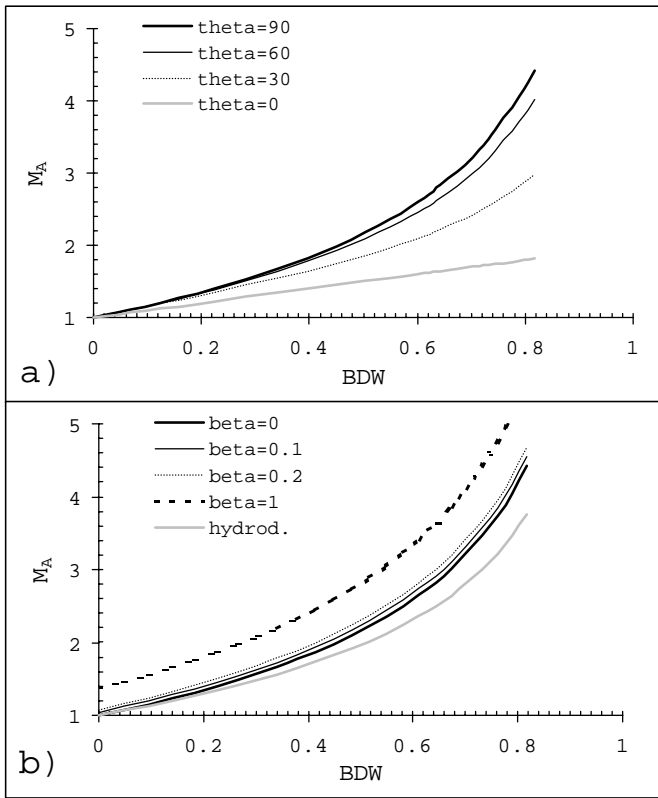 5
theta=90
theta=60
theta=30
theta=0
4
3
2
1
M_A
0 0.2 0.4 0.6 0.8 1
BDW
a)
5
beta=0
beta=0.1
beta=0.2
beta=1
hydrod.
4
3
2
1
M_A
0 0.2 0.4 0.6 0.8 1
BDW
b)